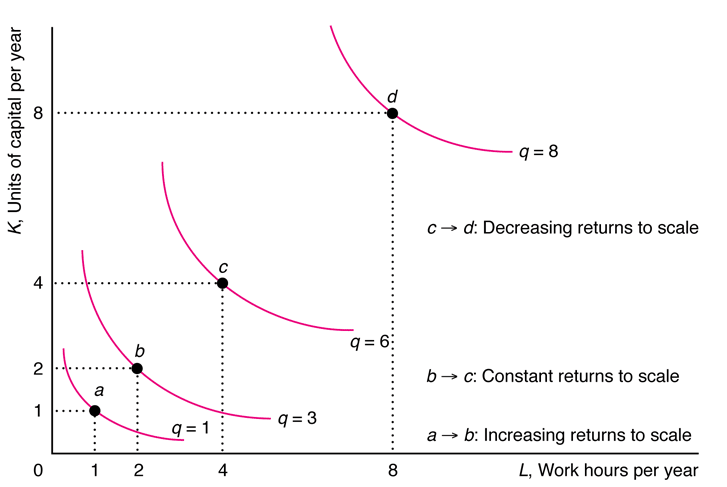 K, Units of capital per year
d
8
q = 8
c → d: Decreasing returns to scale
c
4
q = 6
b
2
b → c: Constant returns to scale
a
1
q = 3
q = 1
a → b: Increasing returns to scale
0
1
2
4
8
L, Work hours per year